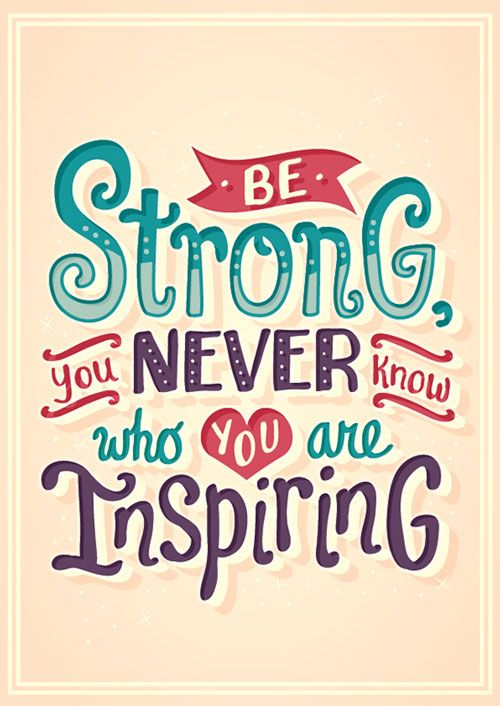 BE
StronG,
you NEVER know
who YOU are
InspirinG